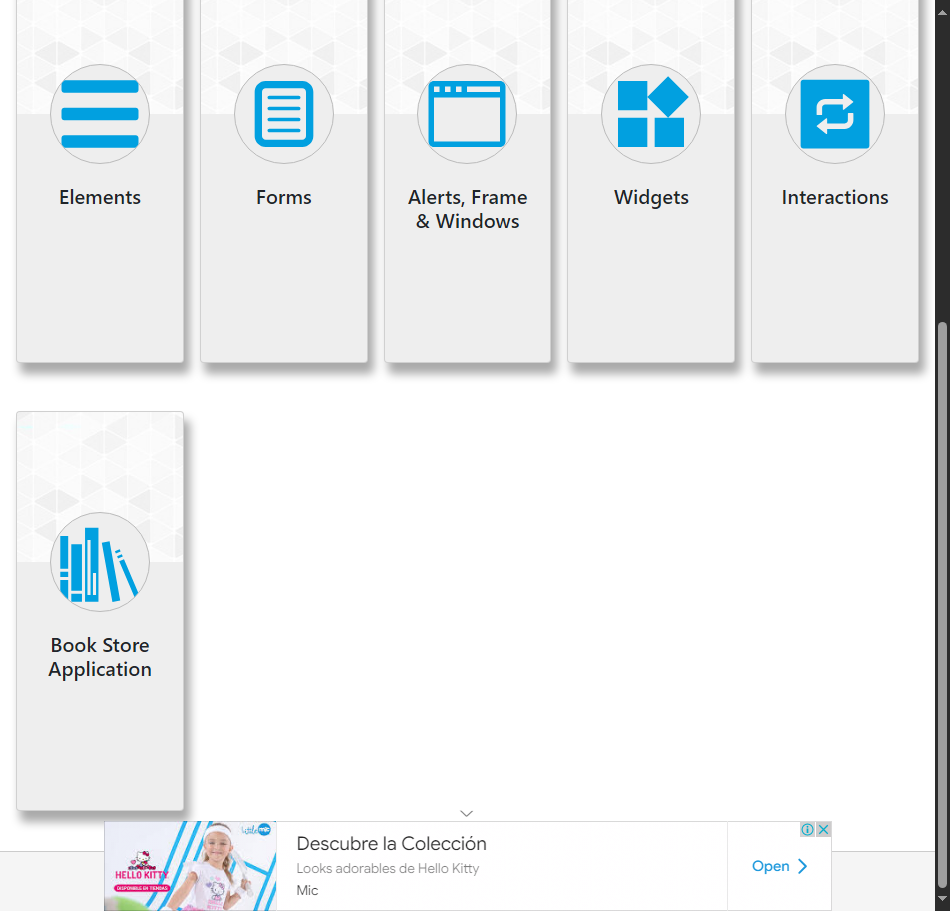 Elements
Forms
Alerts, Frame
& Windows
Widgets
Interactions
Book Store
Application
HELLO KITTY
DISPONIBLE EN TIENDAS
Descubre la Colección
Looks adorables de Hello Kitty
Mic
Open